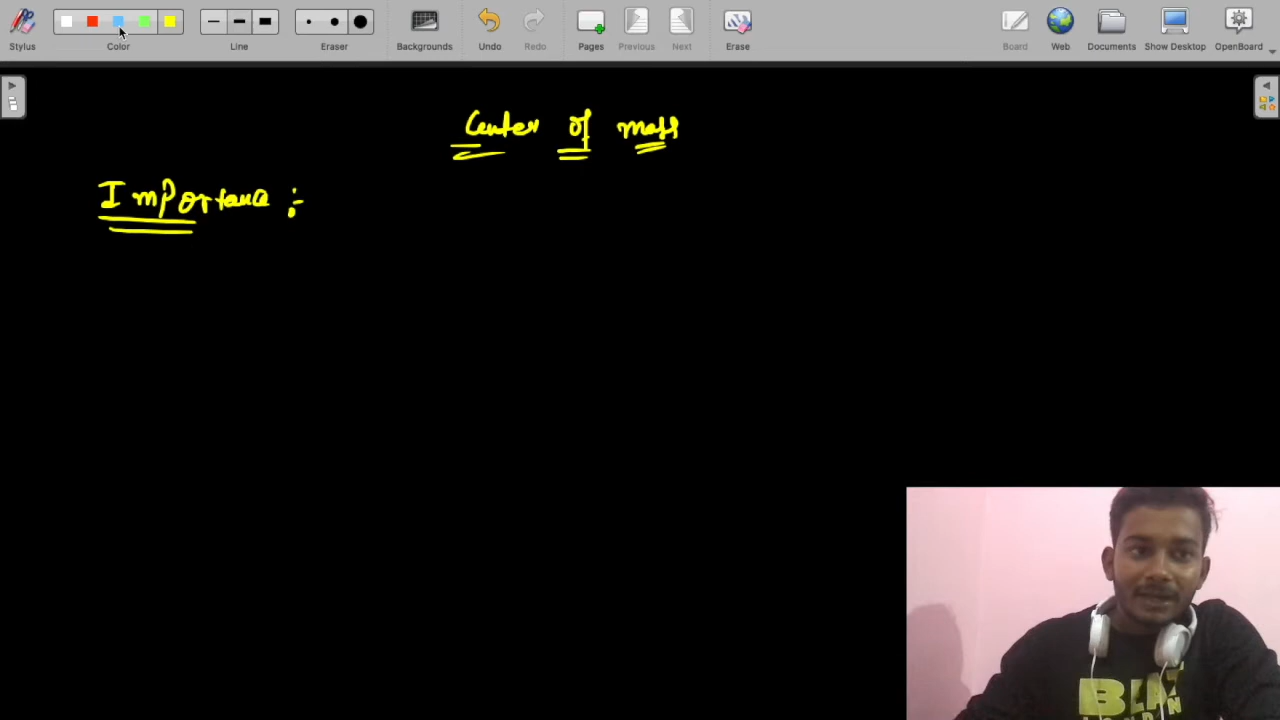 Stylus
Color
Line
Eraser
Backgrounds
Undo
Redo
Pages
Previous
Next
Erase
Board
Web
Documents
Show Desktop
OpenBoard
Center of mass
Importance :-